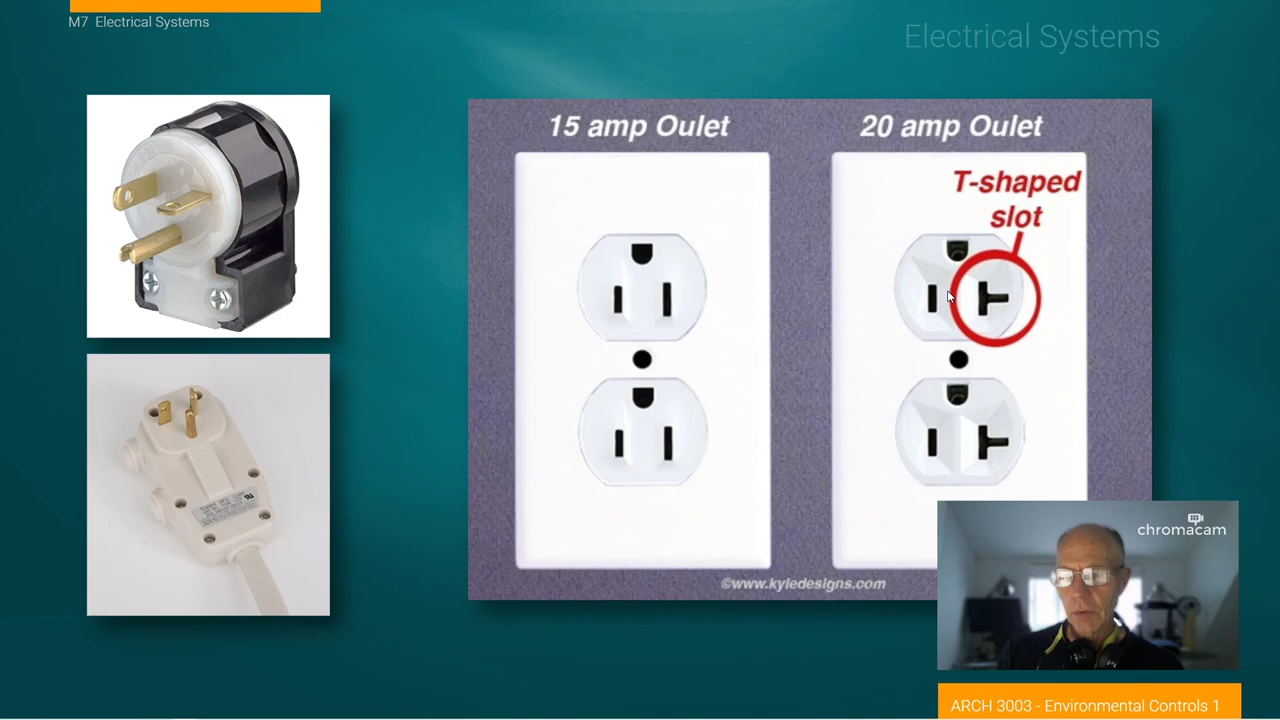 M7 Electrical Systems
Electrical Systems
15 amp Oulet
20 amp Oulet
T-shaped
slot
©www.kyledesigns.com
chromacam
ARCH 3003 - Environmental Controls 1